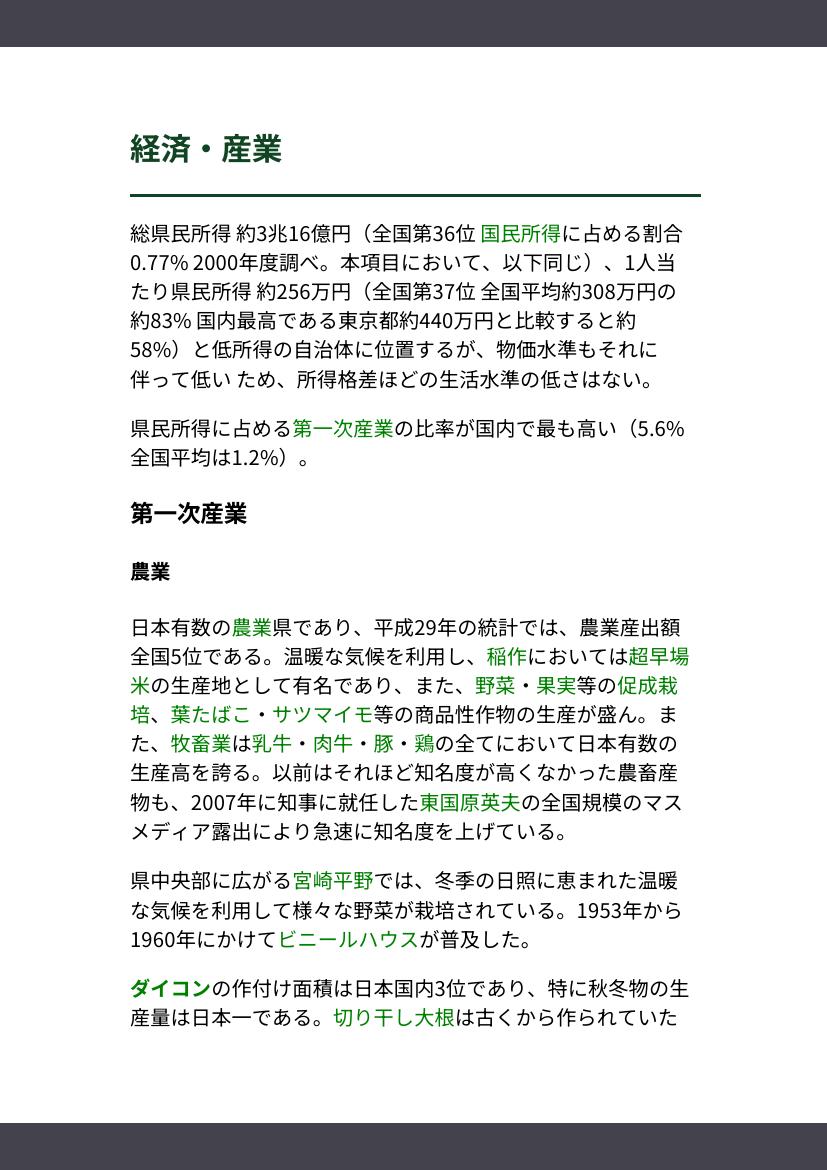 経済・産業
総県民所得 約3兆16億円（全国第36位 国民所得に占める割合
0.77% 2000年度調べ。本項目において、以下同じ）、1人当
たり県民所得 約256万円（全国第37位 全国平均約308万円の
約83% 国内最高である東京都約440万円と比較すると約
58%）と低所得の自治体に位置するが、物価水準もそれに
伴って低い ため、所得格差ほどの生活水準の低さはない。
県民所得に占める第一次産業の比率が国内で最も高い（5.6%
全国平均は1.2%）。
第一次産業
農業
日本有数の農業県であり、平成29年の統計では、農業産出額
全国5位である。温暖な気候を利用し、稲作においては超早場
米の生産地として有名であり、また、野菜・果実等の促成栽
培、葉たばこ・サツマイモ等の商品性作物の生産が盛ん。ま
た、牧畜業は乳牛・肉牛・豚・鶏の全てにおいて日本有数の
生産高を誇る。以前はそれほど知名度が高くなかった農畜産
物も、2007年に知事に就任した東国原英夫の全国規模のマス
メディア露出により急速に知名度を上げている。
県中央部に広がる宮崎平野では、冬季の日照に恵まれた温暖
な気候を利用して様々な野菜が栽培されている。1953年から
1960年にかけてビニールハウスが普及した。
ダイコンの作付け面積は日本国内3位であり、特に秋冬物の生
産量は日本一である。切り干し大根は古くから作られていた